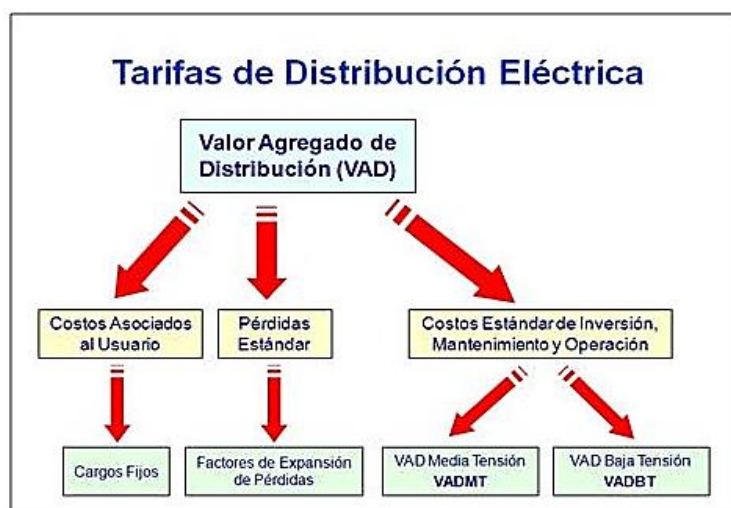 Tarifas de Distribución Eléctrica
Valor Agregado de
Distribución (VAD)
Costos Asociados
al Usuario
Pérdidas
Estándar
Costos Estándar de Inversión,
Mantenimiento y Operación
Cargos Fijos
Factores de Expansión
de Pérdidas
VAD Media Tensión
VADMT
VAD Baja Tensión
VADBT